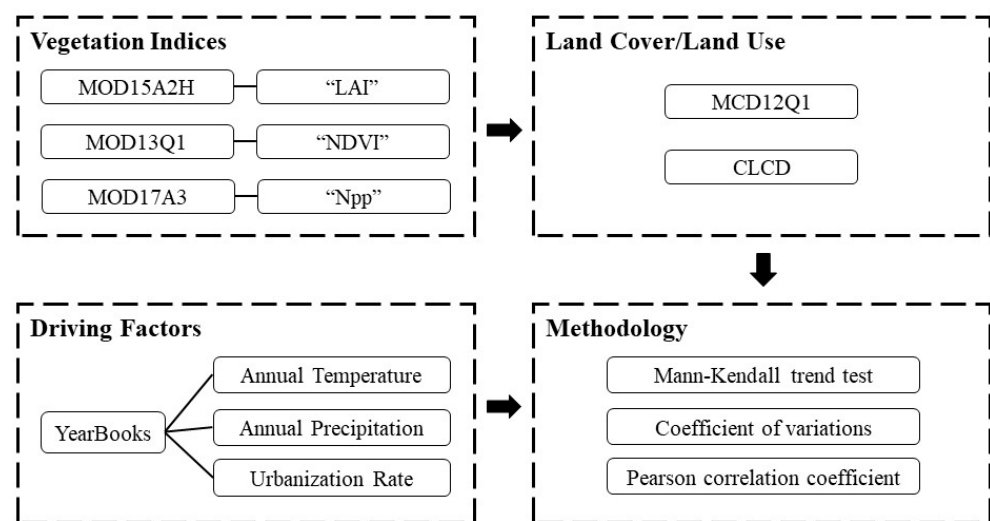 Vegetation Indices
MOD15A2H
“LAI”
MOD13Q1
“NDVI”
MOD17A3
“Npp”
Land Cover/Land Use
MCD12Q1
CLCD
Driving Factors
YearBooks
Annual Temperature
Annual Precipitation
Urbanization Rate
Methodology
Mann-Kendall trend test
Coefficient of variations
Pearson correlation coefficient